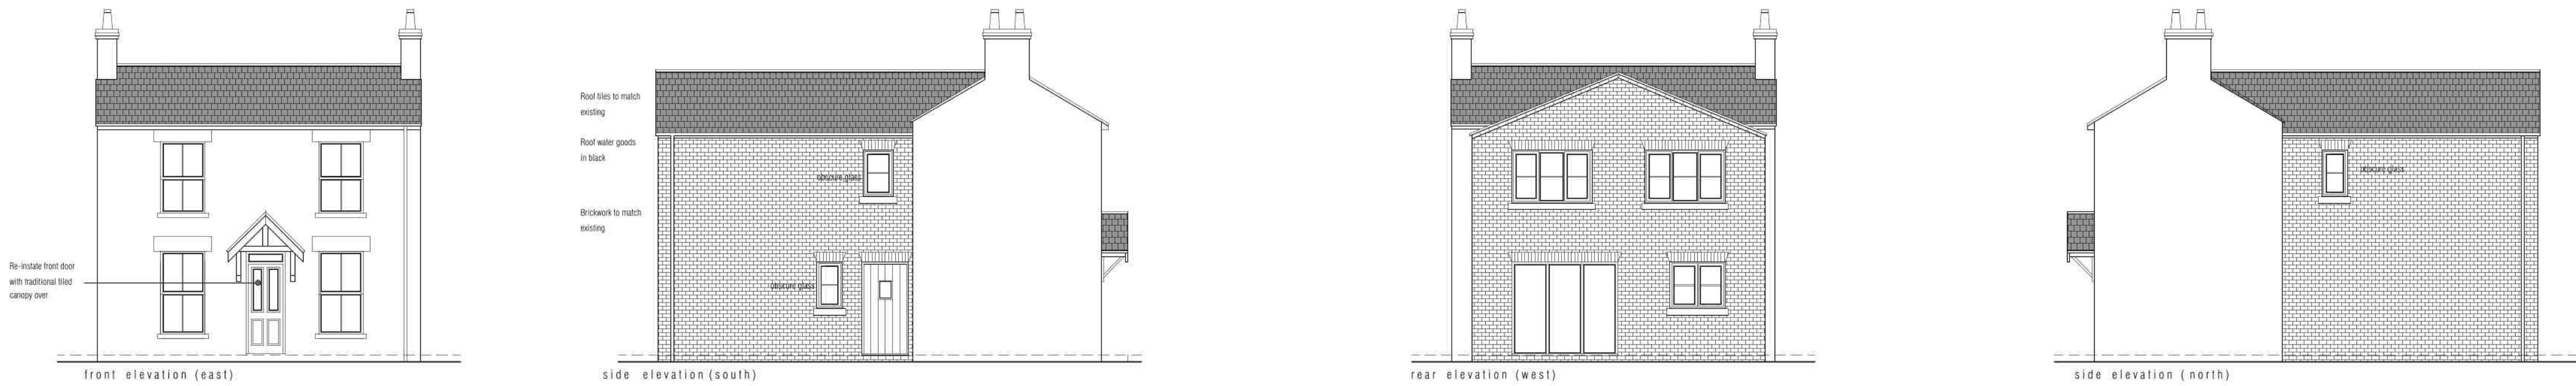 Re-instate front door
with traditional tiled
canopy over
front elevation (east)
Roof tiles to match
existing
Roof water goods
in black
Brickwork to match
existing
obscure glass
obscure glass
side elevation (south)
rear elevation (west)
obscure glass
side elevation (north)